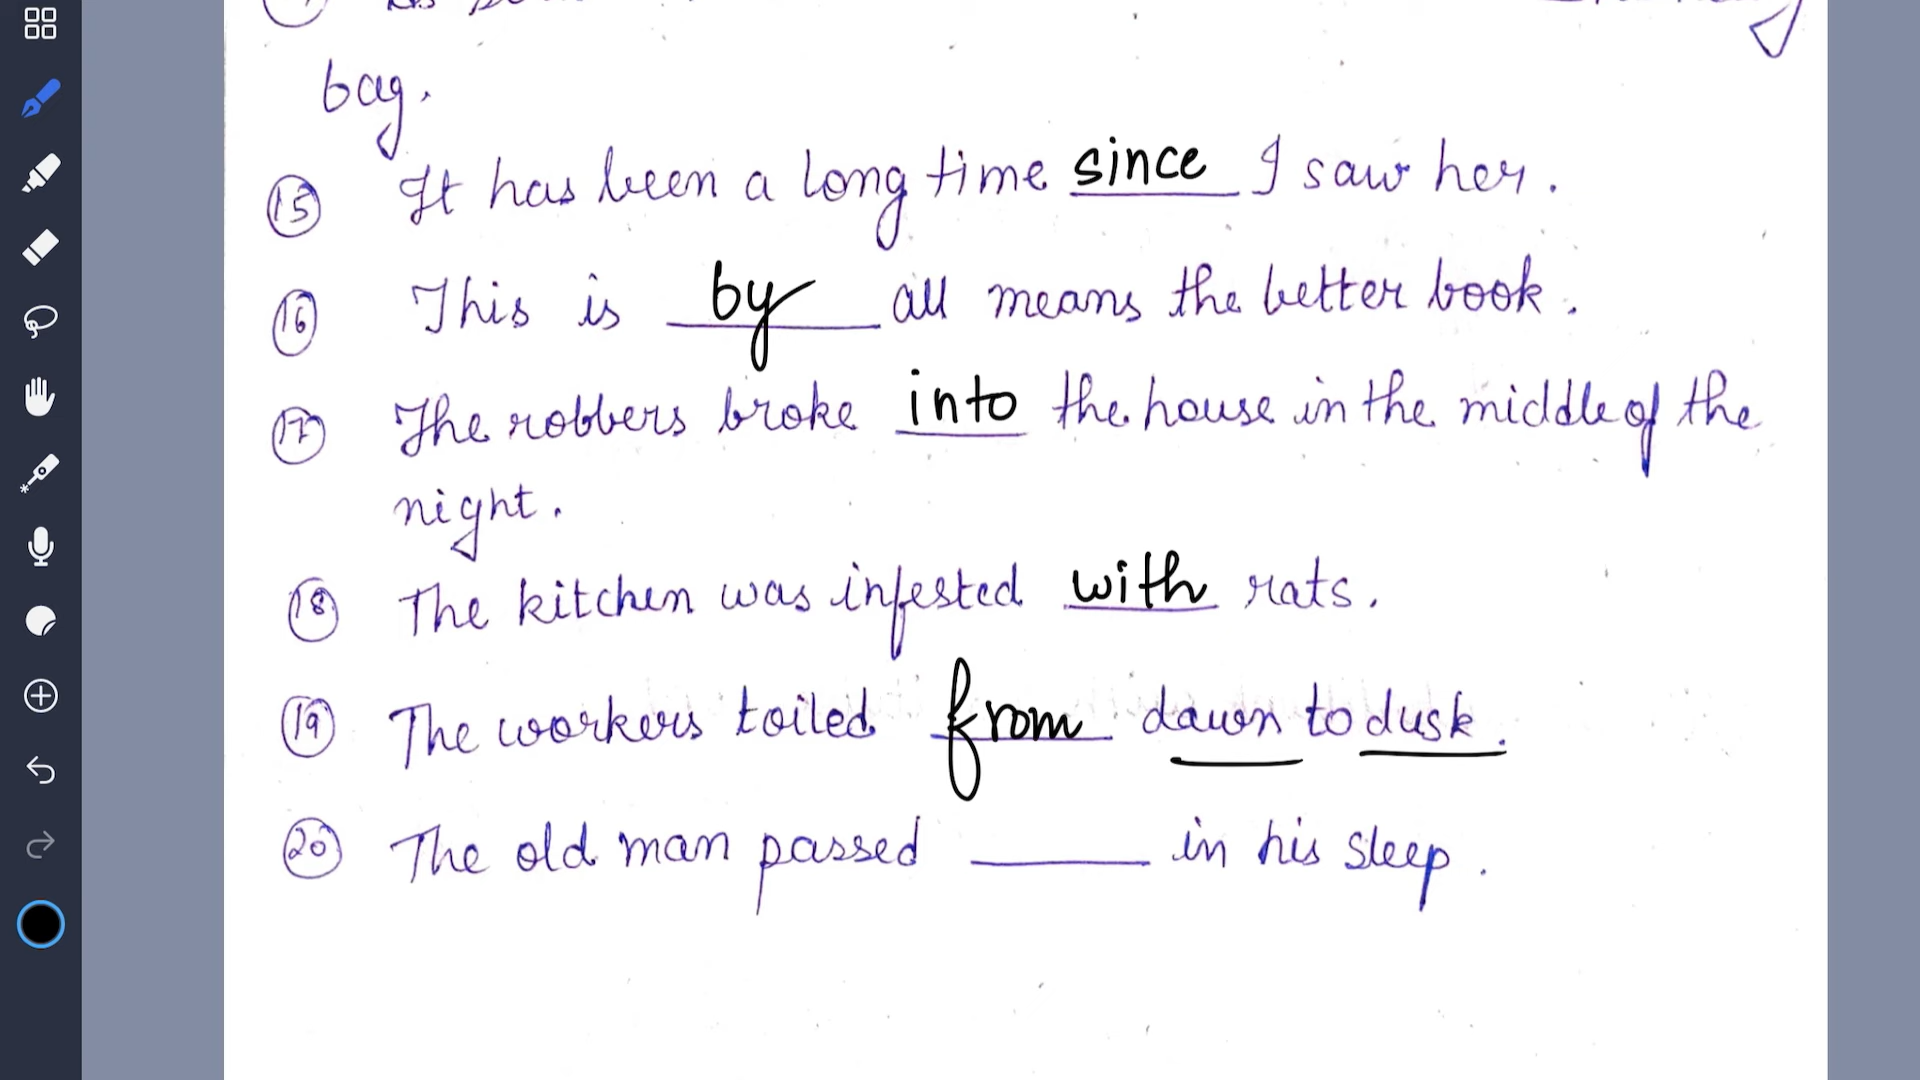 bag.
15 It has been a long time since I saw her.
16 This is by all means the better book.
17 The robbers broke into the house in the middle of the
night.
18 The kitchen was infested with rats.
19 The workers toiled from dawn to dusk.
20 The old man passed ______ in his sleep.